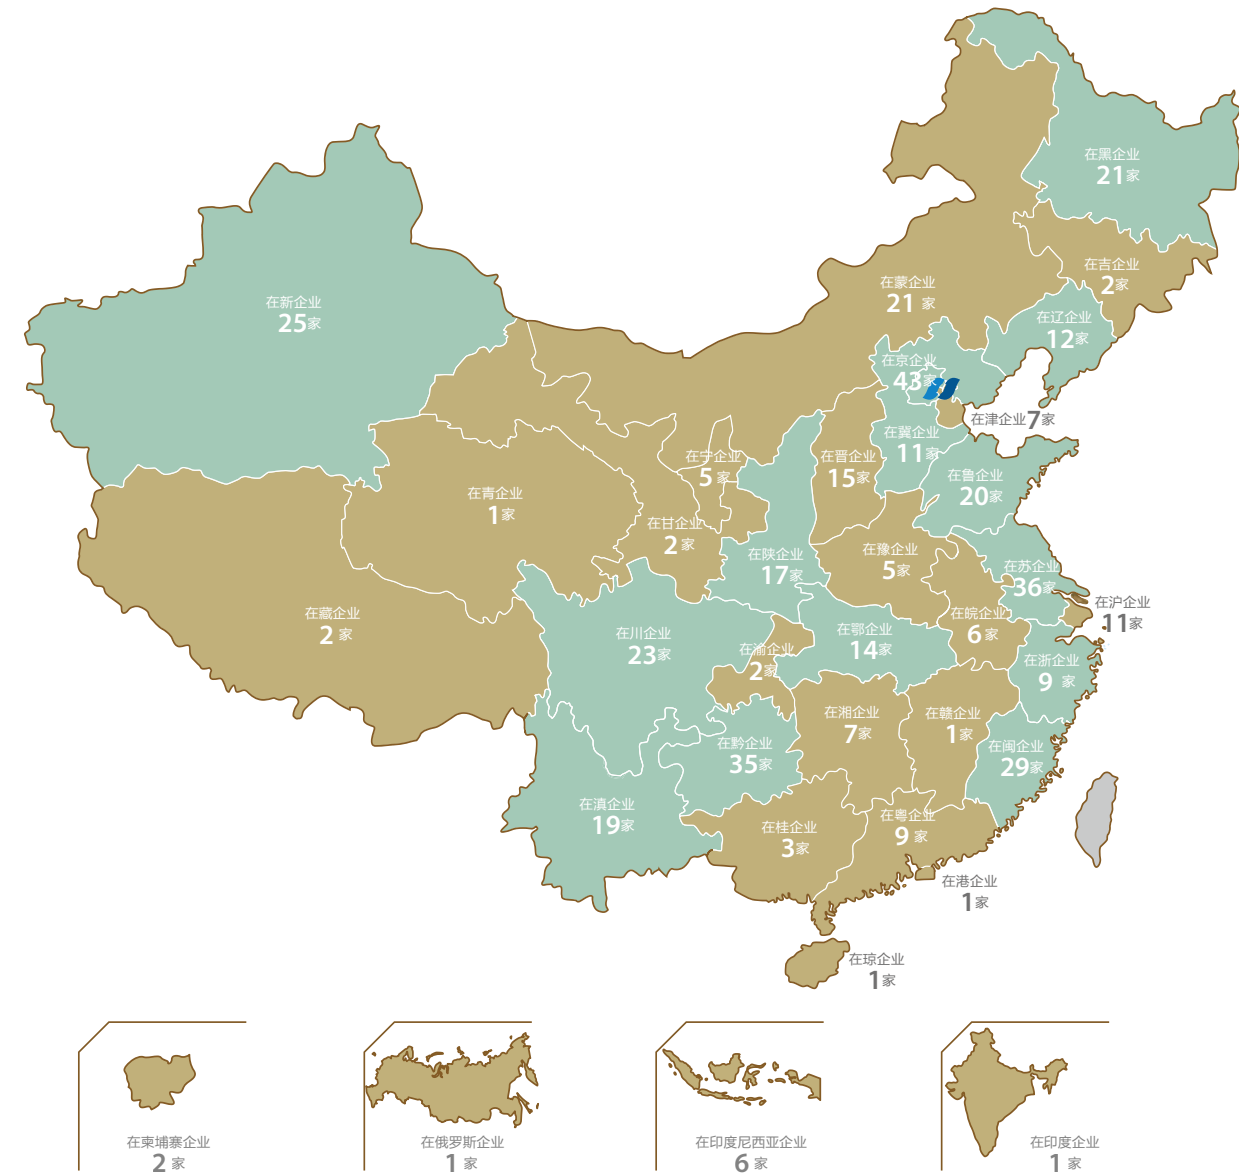 在黑企业
21家
在吉企业
2家
在蒙企业
21 家
在新企业
25家
在辽企业
12家
在京企业
43家
在津企业7家
在冀企业
11家
在宁企业
5 家
在晋企业
15家
在鲁企业
20家
在青企业
1家
在甘企业
2 家
在陕企业
17家
在豫企业
5家
在苏企业
36家
在沪企业
11家
在藏企业
2 家
在皖企业
6 家
在川企业
23家
在渝企业
2家
在鄂企业
14家
在浙企业
9 家
在湘企业
7家
在赣企业
1家
在黔企业
35家
在闽企业
29家
在滇企业
19家
在桂企业
3家
在粤企业
9 家
在港企业
1家
在琼企业
1家
在柬埔寨企业
2 家
在俄罗斯企业
1 家
在印度尼西亚企业
6 家
在印度企业
1 家